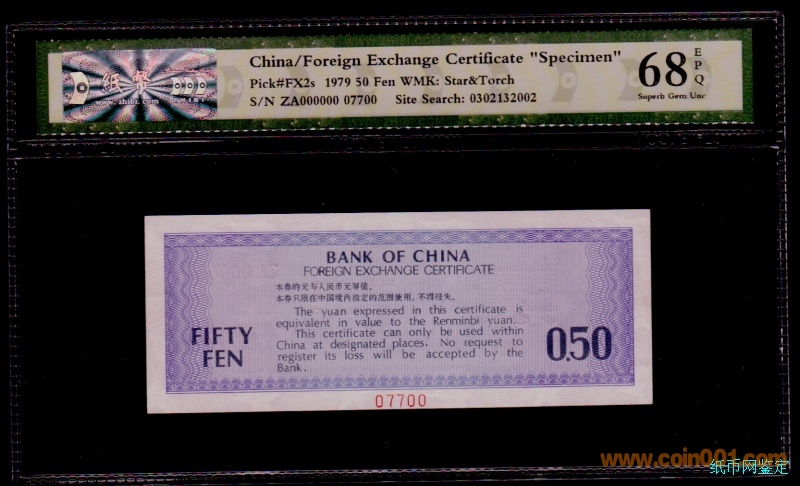 China/Foreign Exchange Certificate "Specimen"
Pick#FX2s 1979 50 Fen WMK: Star&Torch
S/N ZA000000 07700 Site Search: 0302132002
纸币
www.zhibi.com
ZHIBI
68
EPQ
Superb Gem Unc
BANK OF CHINA
FOREIGN EXCHANGE CERTIFICATE
本券的元与人民币元等值。
本券只限在中国境内指定的范围使用，不得挂失。
The yuan expressed in this certificate is
equivalent in value to the Renminbi yuan.
This certificate can only be used within
China at designated places. No request to
register its loss will be accepted by the
Bank.
FIFTY
FEN
0.50
07700
www.coin001.com
纸币网鉴定